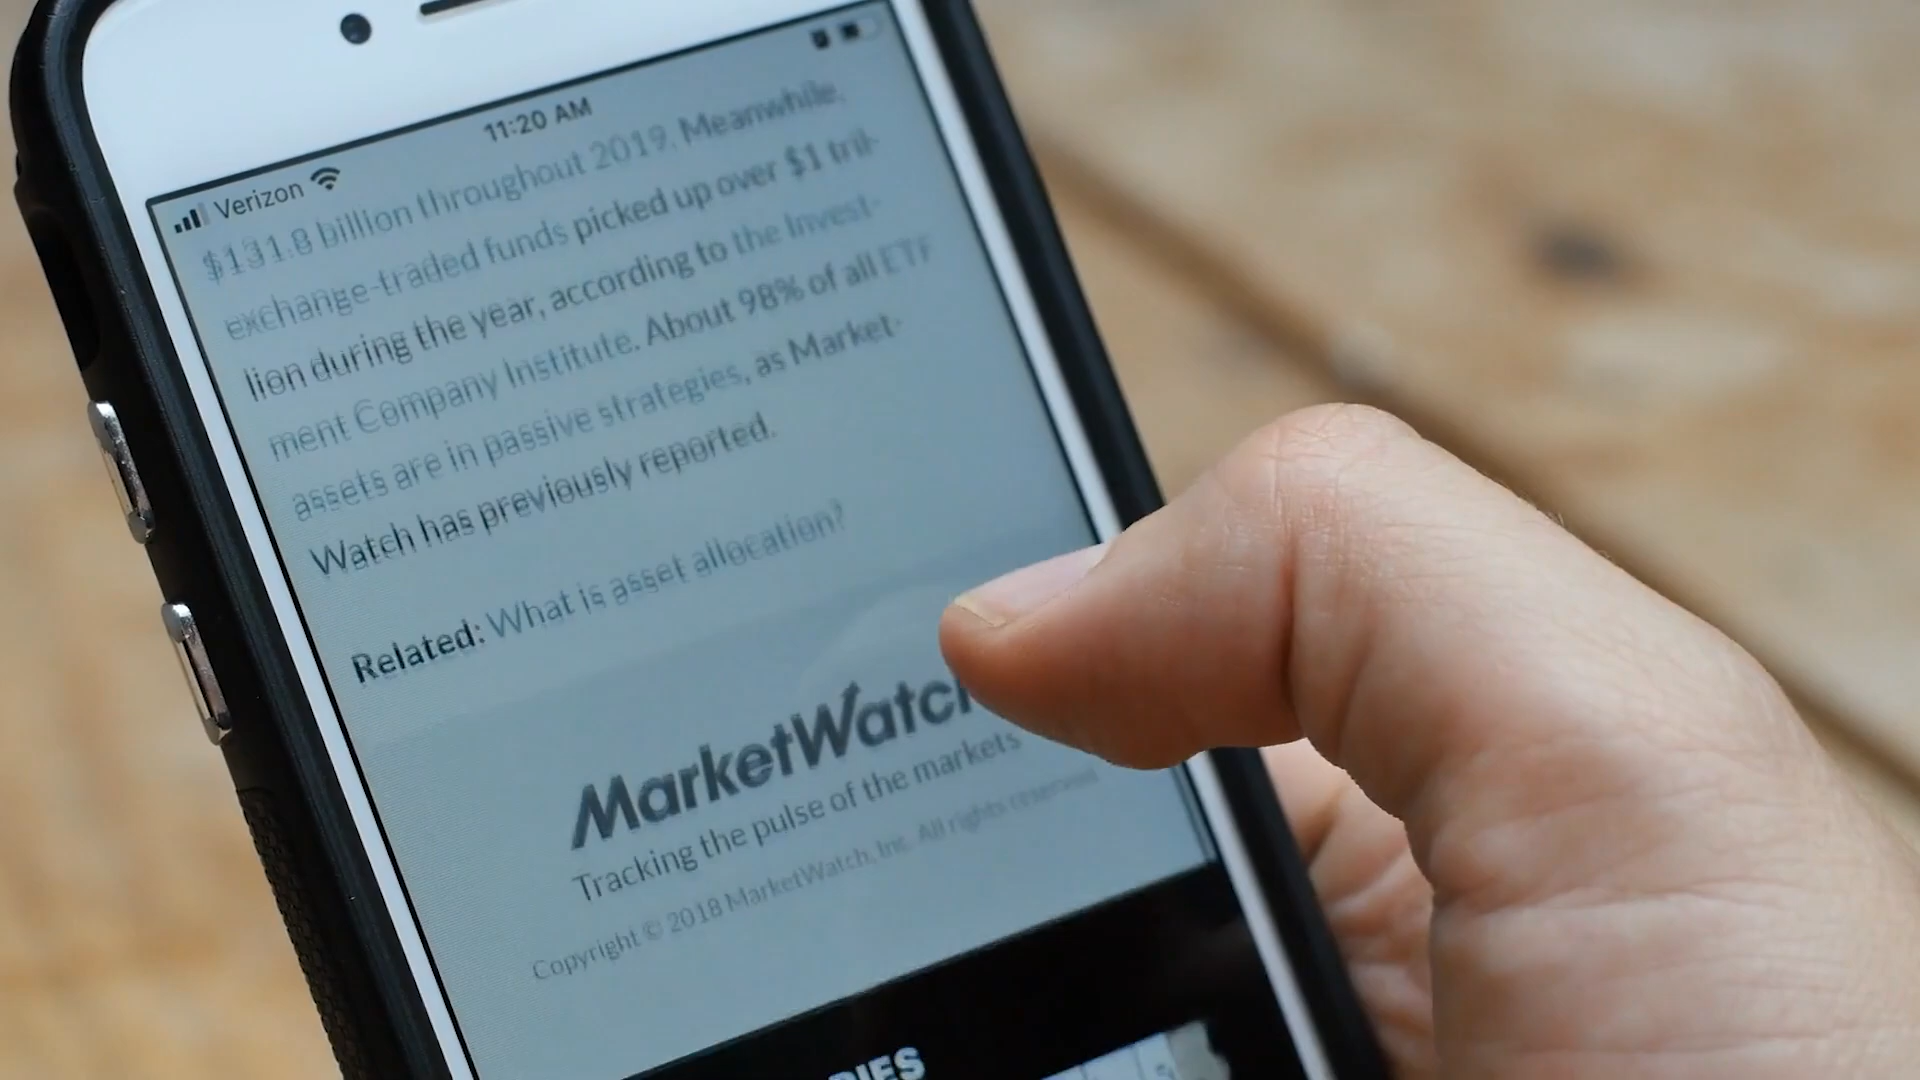 11:20 AM
Verizon
$131.8 billion throughout 2019. Meanwhile,
exchange-traded funds picked up over $1 tril-
lion during the year, according to the Invest-
ment Company Institute. About 98% of all ETF
assets are in passive strategies, as Market-
Watch has previously reported.
Related: What is asset allocation?
MarketWatch
Tracking the pulse of the markets
Copyright © 2018 MarketWatch, Inc. All rights reserved